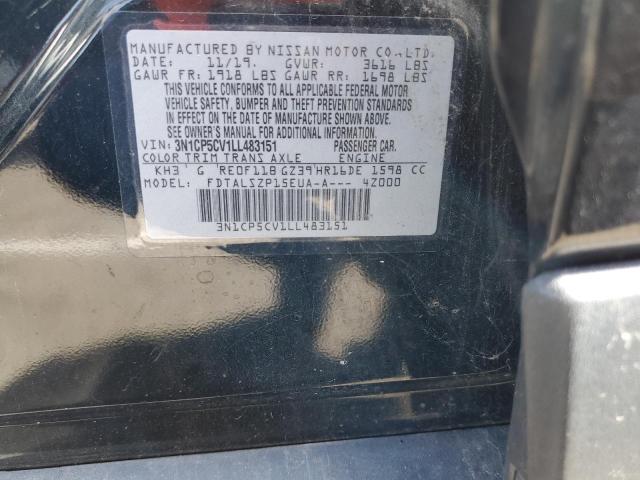 MANUFACTURED BY NISSAN MOTOR CO.,LTD.
DATE: 11/19. GVWR: 3616 LBS
GAWR FR: 1918 LBS GAWR RR: 1698 LBS
THIS VEHICLE CONFORMS TO ALL APPLICABLE FEDERAL MOTOR
VEHICLE SAFETY, BUMPER AND THEFT PREVENTION STANDARDS
IN EFFECT ON THE DATE OF MANUFACTURE SHOWN ABOVE.
SEE OWNER'S MANUAL FOR ADDITIONAL INFORMATION.
VIN: 3N1CP5CV1LL483151 PASSENGER CAR.
COLOR TRIM TRANS AXLE ENGINE
KH3 G RE0F11B GZ39 HR16DE 1598 CC
MODEL: FDTALSZP15EUA-A--- 4Z000
3N1CP5CV1LL483151